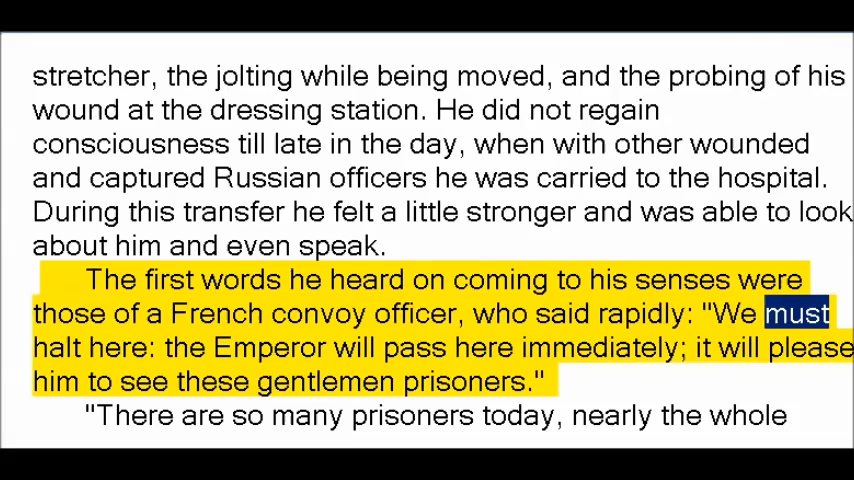 stretcher, the jolting while being moved, and the probing of his
wound at the dressing station. He did not regain
consciousness till late in the day, when with other wounded
and captured Russian officers he was carried to the hospital.
During this transfer he felt a little stronger and was able to look
about him and even speak.
The first words he heard on coming to his senses were
those of a French convoy officer, who said rapidly: "We must
halt here: the Emperor will pass here immediately; it will please
him to see these gentlemen prisoners."
"There are so many prisoners today, nearly the whole